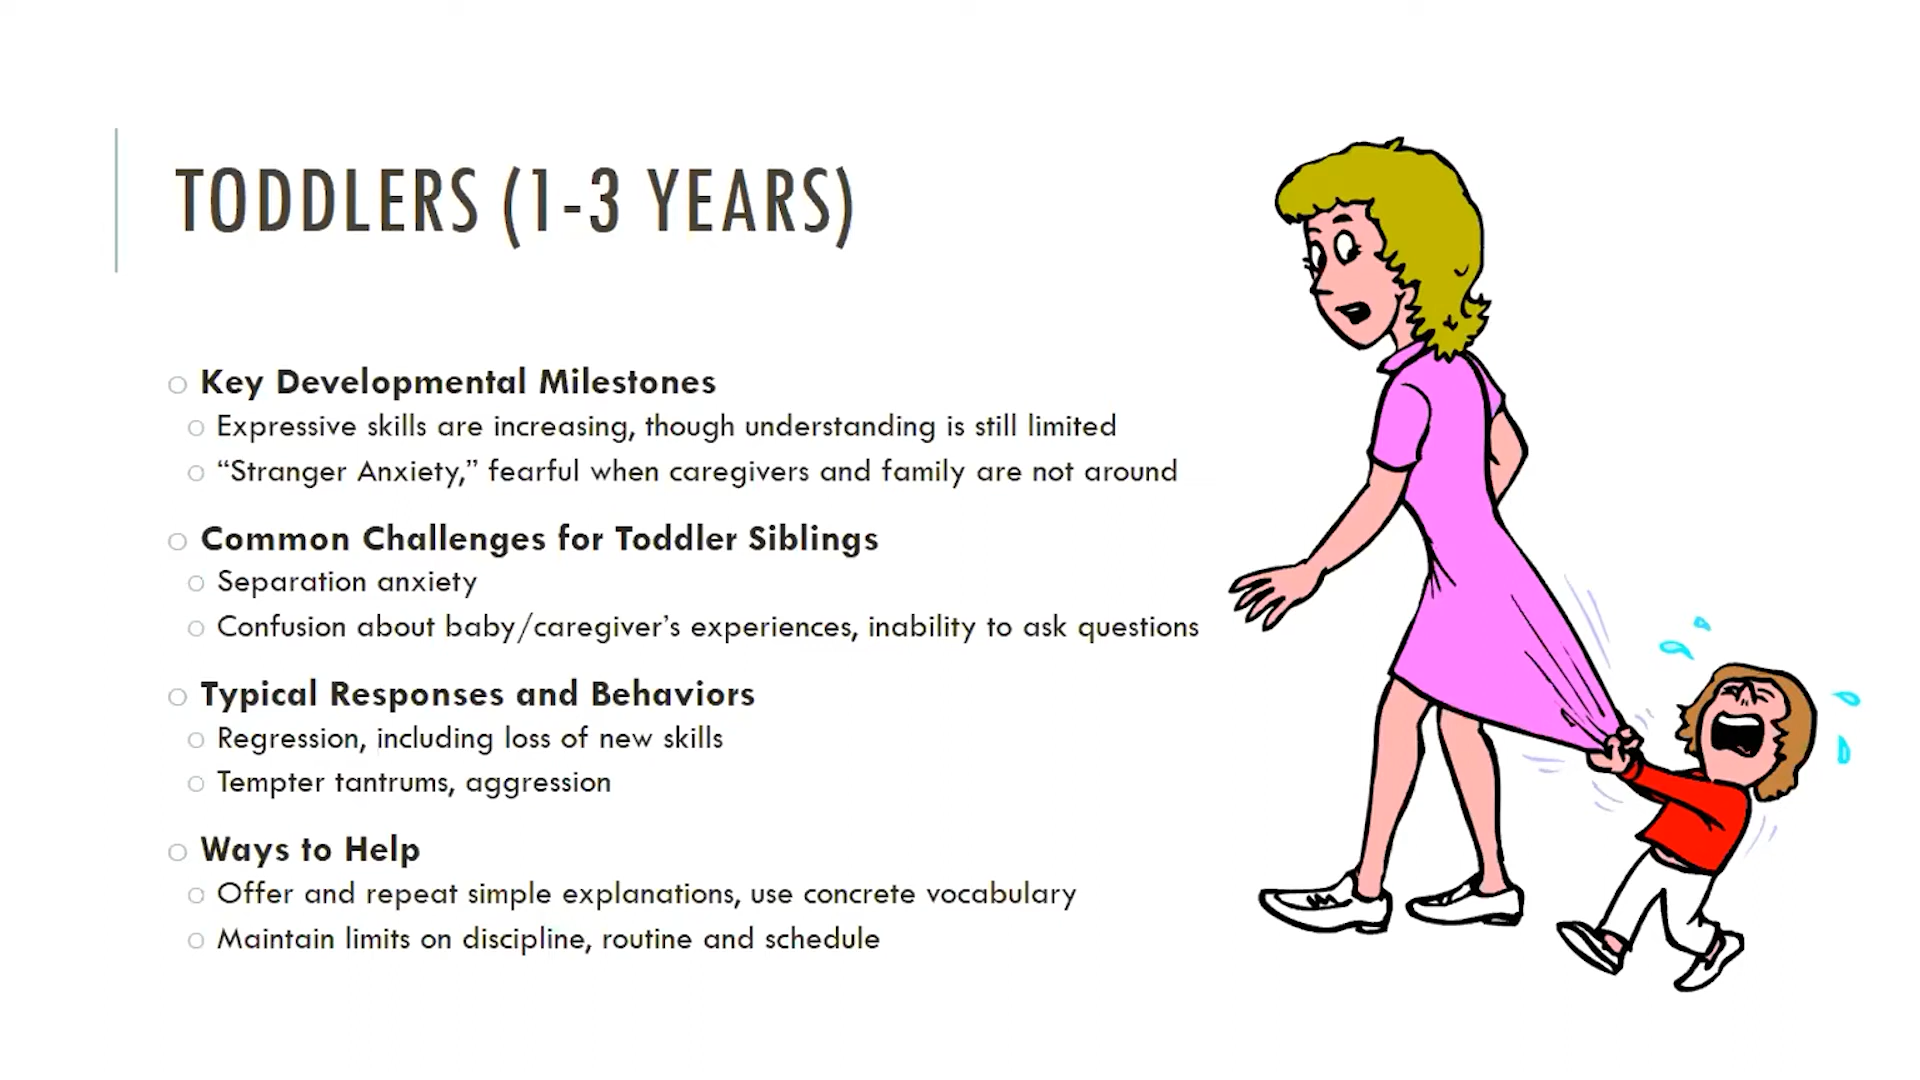 TODDLERS (1-3 YEARS)
Key Developmental Milestones
Expressive skills are increasing, though understanding is still limited
“Stranger Anxiety,” fearful when caregivers and family are not around
Common Challenges for Toddler Siblings
Separation anxiety
Confusion about baby/caregiver’s experiences, inability to ask questions
Typical Responses and Behaviors
Regression, including loss of new skills
Tempter tantrums, aggression
Ways to Help
Offer and repeat simple explanations, use concrete vocabulary
Maintain limits on discipline, routine and schedule